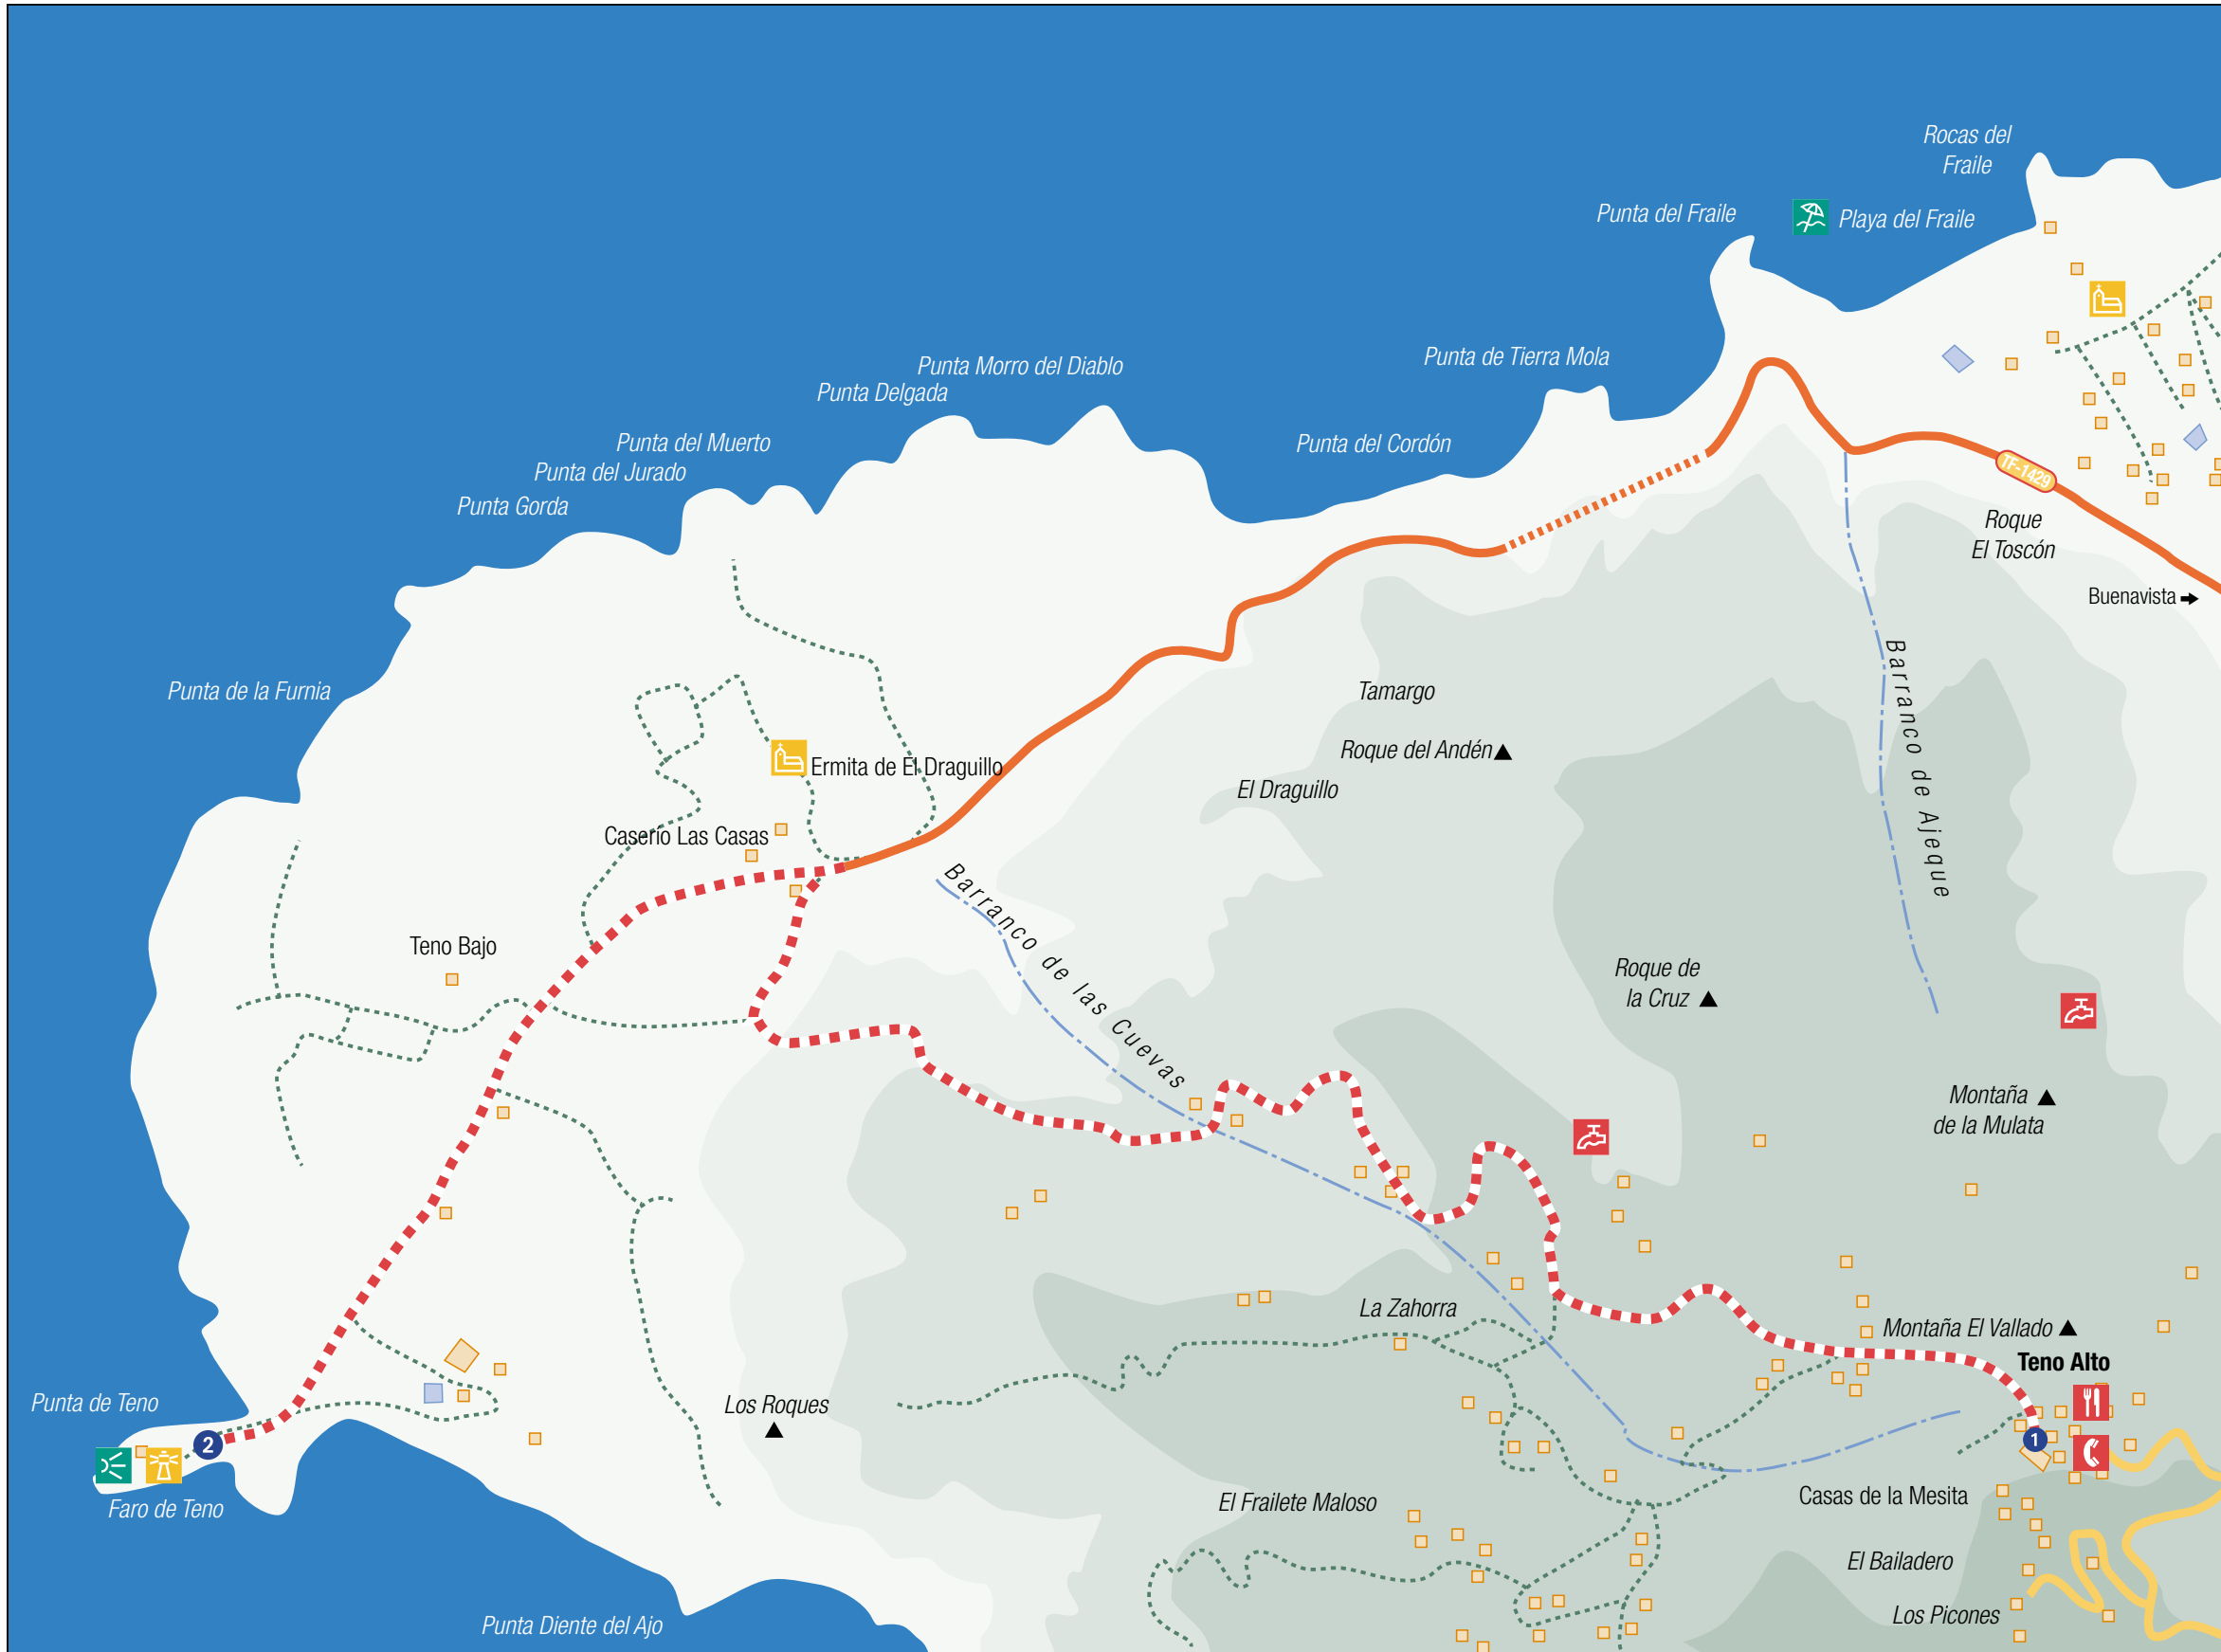 Rocas del
Fraile
Punta del Fraile
Playa del Fraile
Punta de Tierra Mola
Punta Morro del Diablo
Punta Delgada
Punta del Muerto
Punta del Cordón
Punta del Jurado
TF-1429
Punta Gorda
Roque
El Toscón
Buenavista
Punta de la Furnia
Tamargo
Barranco de Ajeque
Roque del Andén
Ermita de El Draguillo
El Draguillo
Caserío Las Casas
Barranco de las Cuevas
Teno Bajo
Roque de
la Cruz
Montaña
de la Mulata
La Zahorra
Montaña El Vallado
Teno Alto
Punta de Teno
Los Roques
2
1
Faro de Teno
El Frailete Maloso
Casas de la Mesita
El Bailadero
Los Picones
Punta Diente del Ajo